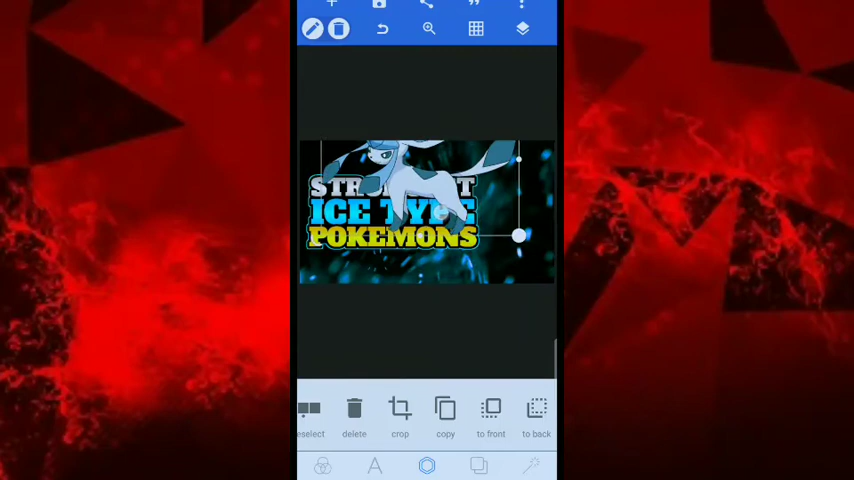 ICE TYPE
POKEMONS
eselect
delete
crop
copy
to front
to back